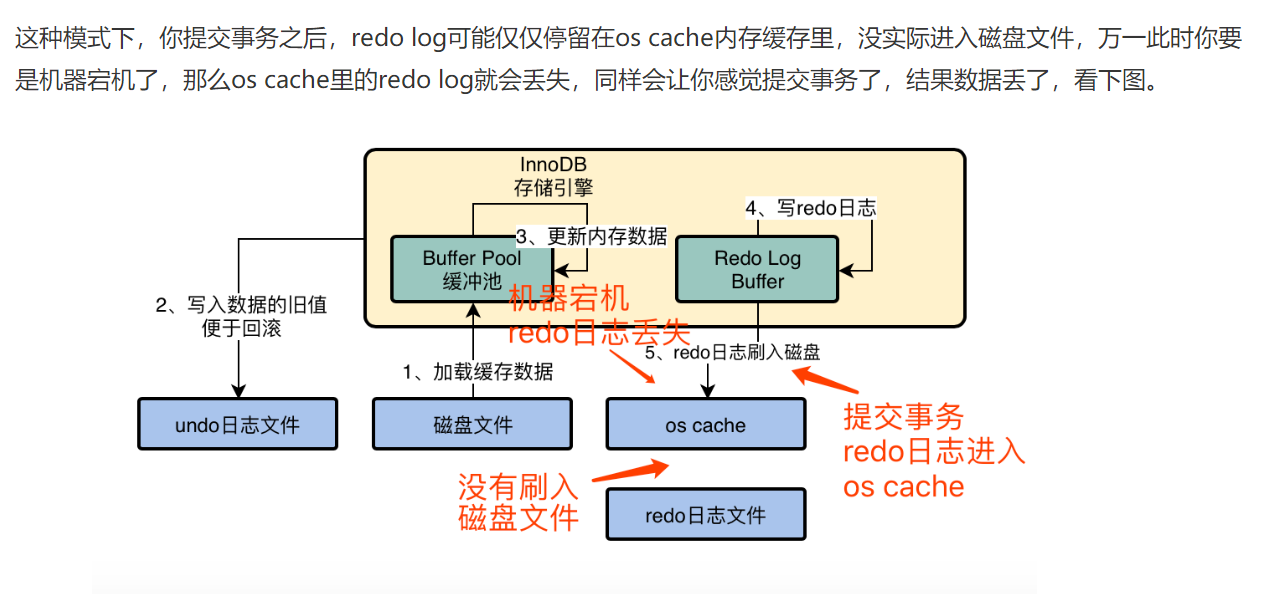 这种模式下，你提交事务之后，redo log可能仅仅停留在os cache内存缓存里，没实际进入磁盘文件，万一此时你要
是机器宕机了，那么os cache里的redo log就会丢失，同样会让你感觉提交事务了，结果数据丢了，看下图。
InnoDB
存储引擎
4、写redo日志
3、更新内存数据
Buffer Pool
缓冲池
Redo Log
Buffer
2、写入数据的旧值
便于回滚
机器宕机
redo日志丢失
5、redo日志刷入磁盘
1、加载缓存数据
undo日志文件
磁盘文件
os cache
提交事务
redo日志进入
os cache
没有刷入
磁盘文件
redo日志文件